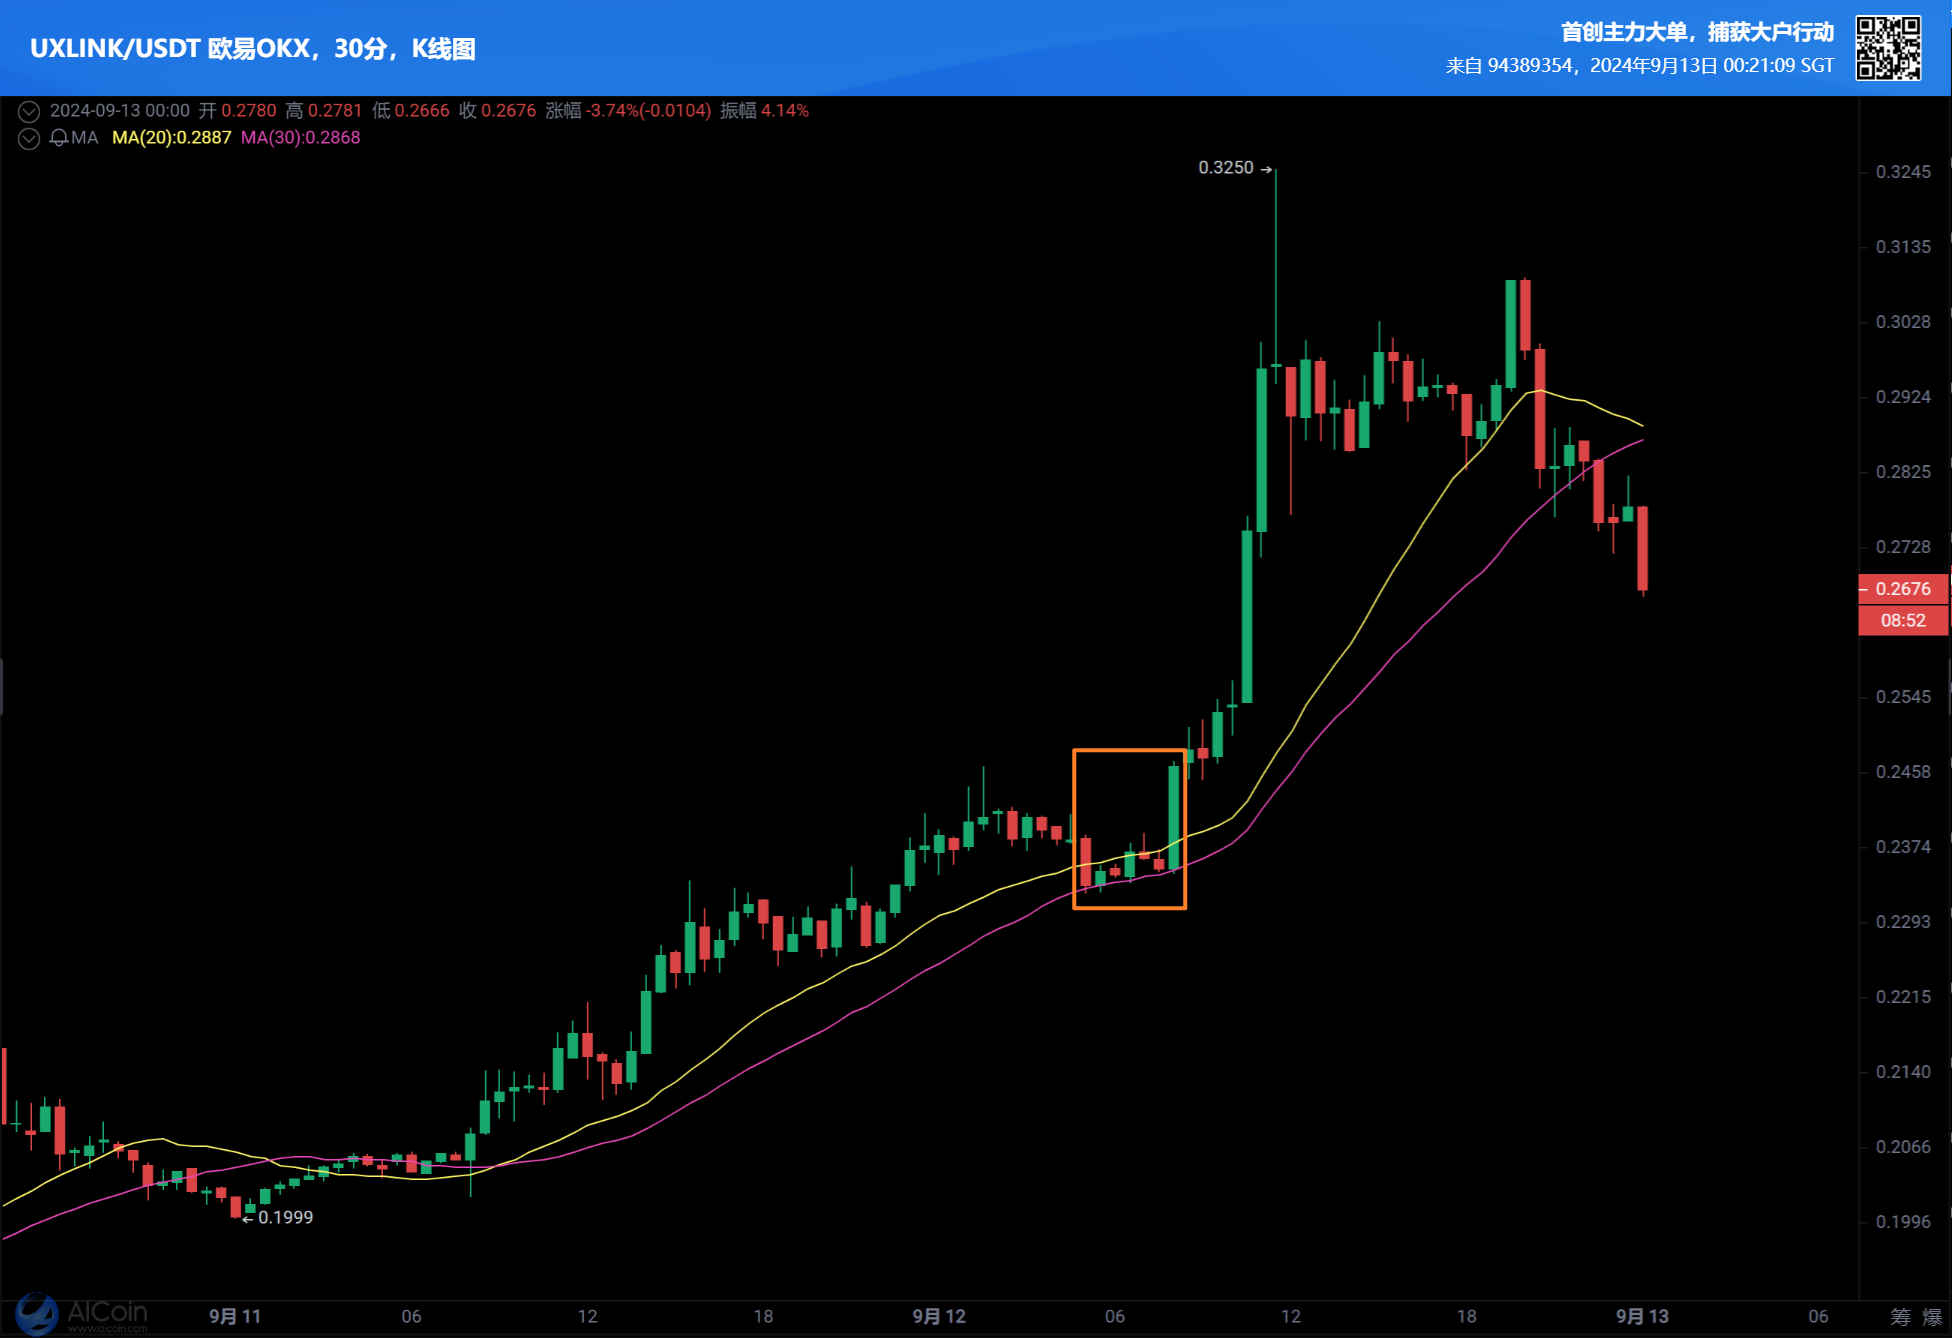 UXLINK/USDT 欧易OKX，30分，K线图
首创主力大单，捕获大户行动
来自 94389354，2024年9月13日 00:21:09 SGT
2024-09-13 00:00 开 0.2780 高 0.2781 低 0.2666 收 0.2676 涨幅 -3.74%(-0.0104) 振幅 4.14%
MA MA(20):0.2887 MA(30):0.2868
0.3250
0.3245
0.3135
0.3028
0.2924
0.2825
0.2728
0.2676
08:52
0.2545
0.2458
0.2374
0.2293
0.2215
0.2140
0.2066
0.1999
0.1996
AICoin
www.aicoin.com
9月 11 06 12 18 9月 12 06 12 18 9月 13 06 筹 爆